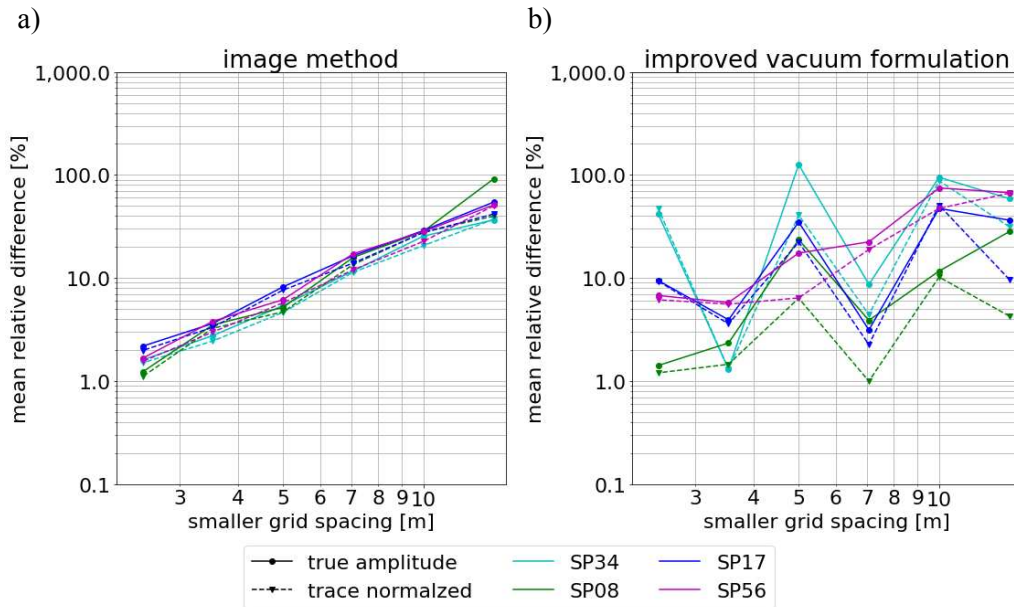 a)
b)
image method
improved vacuum formulation
1,000.0
100.0
10.0
1.0
0.1
mean relative difference [%]
3 4 5 6 7 8 9 10
smaller grid spacing [m]
1,000.0
100.0
10.0
1.0
0.1
mean relative difference [%]
3 4 5 6 7 8 9 10
smaller grid spacing [m]
true amplitude SP34 SP17
trace normalzed SP08 SP56